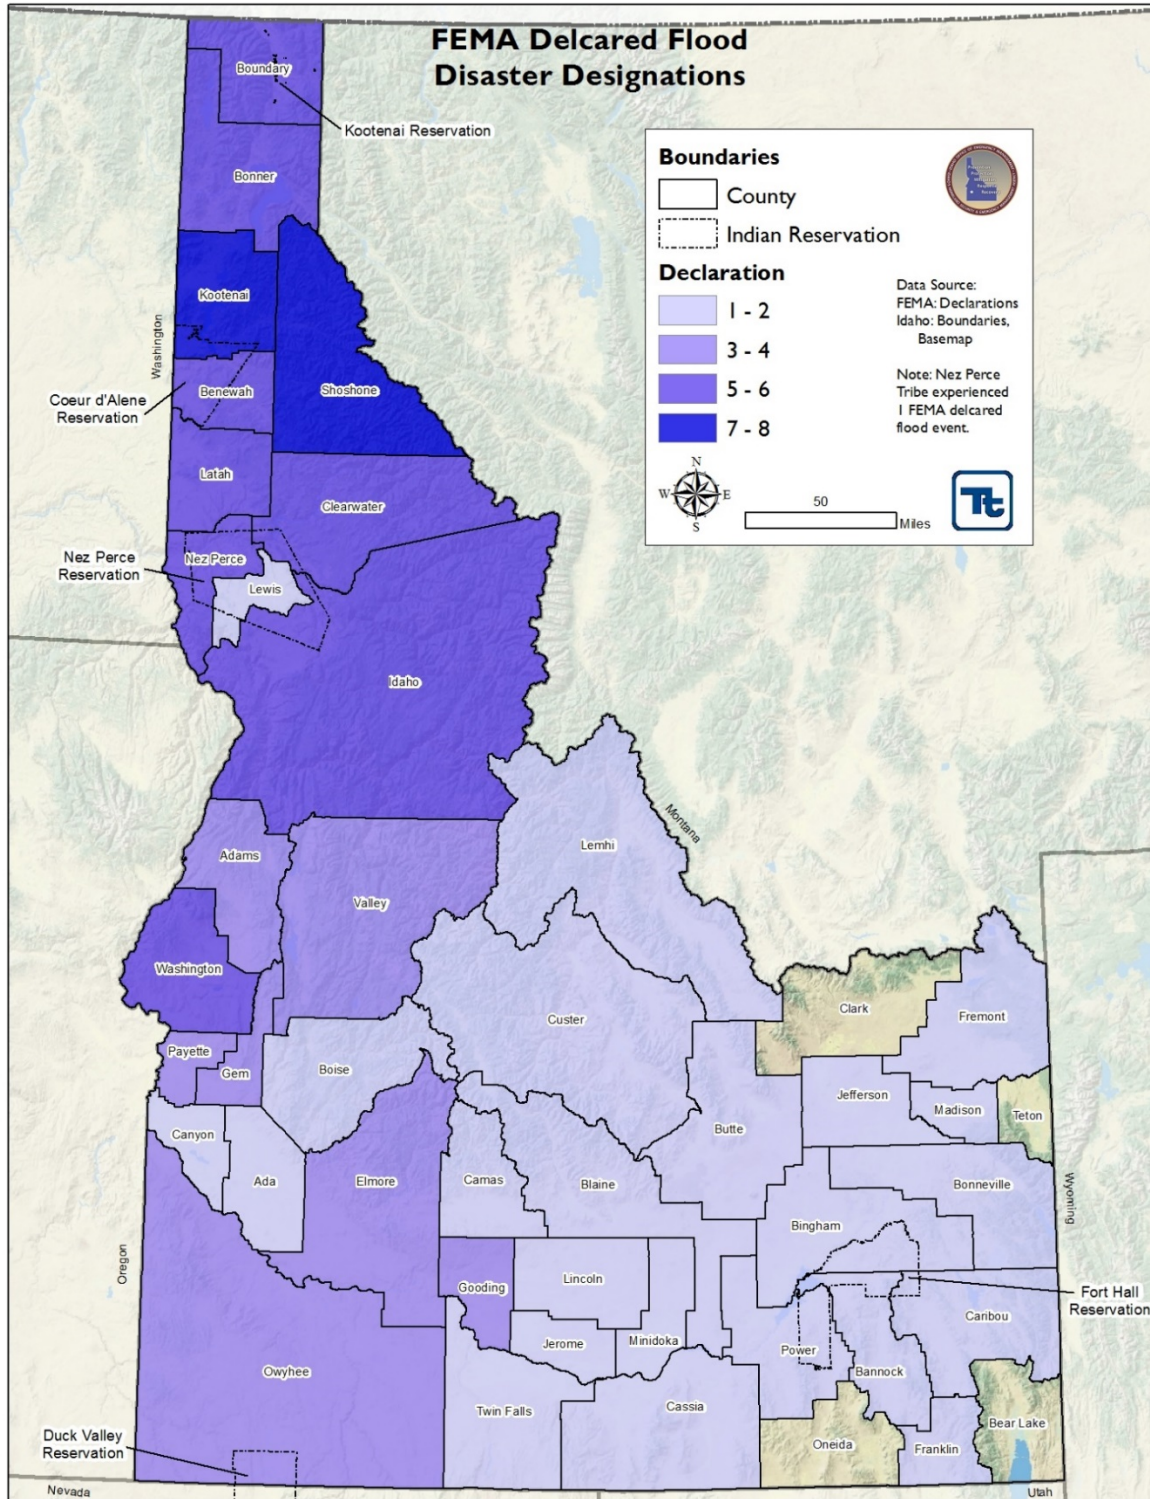 FEMA Delcared Flood
Disaster Designations
Boundary
Kootenai Reservation
Bonner
Boundaries
County
Indian Reservation
Declaration
1 - 2
3 - 4
5 - 6
7 - 8
Data Source:
FEMA: Declarations
Idaho: Boundaries,
Basemap
Note: Nez Perce
Tribe experienced
1 FEMA delcared
flood event.
N
W
E
S
50
Miles
Tt
Kootenai
Washington
Shoshone
Benewah
Coeur d'Alene
Reservation
Latah
Clearwater
Nez Perce
Nez Perce
Reservation
Lewis
Idaho
Montana
Lemhi
Adams
Valley
Washington
Custer
Clark
Fremont
Payette
Gem
Boise
Jefferson
Madison
Teton
Canyon
Butte
Ada
Elmore
Camas
Blaine
Bonneville
Wyoming
Bingham
Oregon
Gooding
Lincoln
Fort Hall
Reservation
Caribou
Jerome
Minidoka
Power
Owyhee
Bannock
Twin Falls
Cassia
Bear Lake
Oneida
Franklin
Duck Valley
Reservation
Nevada
Utah